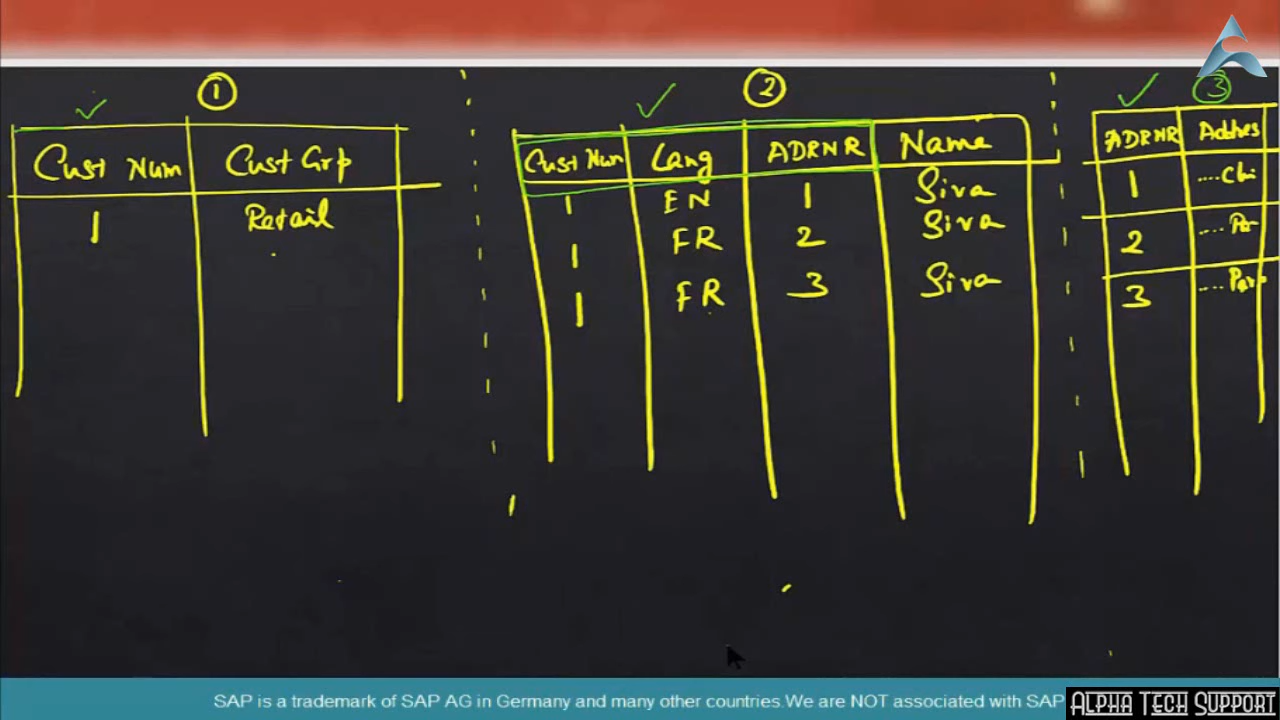 1
2
3
Cust Num Cust Grp
1 Retail
Cust Num Lang ADRNR Name
1 EN 1 Siva
1 FR 2 Siva
1 FR 3 Siva
ADRNR Addres
1 ....
2 ....
3 ....
SAP is a trademark of SAP AG in Germany and many other countries.We are NOT associated with SAP
ALPHA TECH SUPPORT